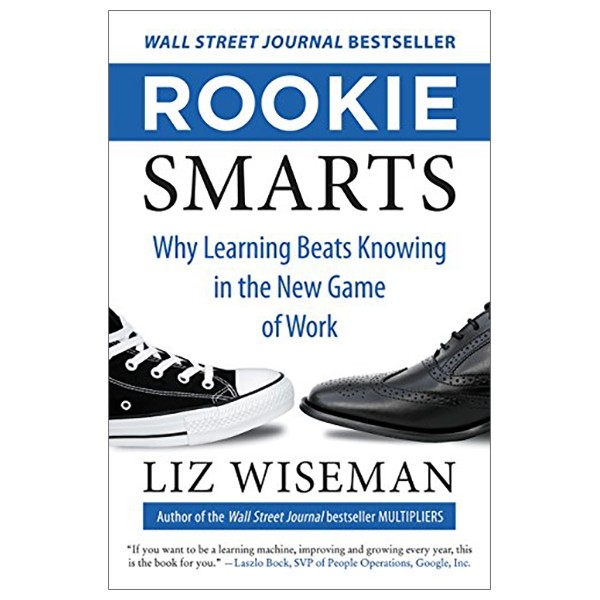 WALL STREET JOURNAL BESTSELLER
ROOKIE
SMARTS
Why Learning Beats Knowing
in the New Game
of Work
LIZ WISEMAN
Author of the Wall Street Journal bestseller MULTIPLIERS
“If you want to be a learning machine, improving and growing every year, this
is the book for you.” —Laszlo Bock, SVP of People Operations, Google, Inc.